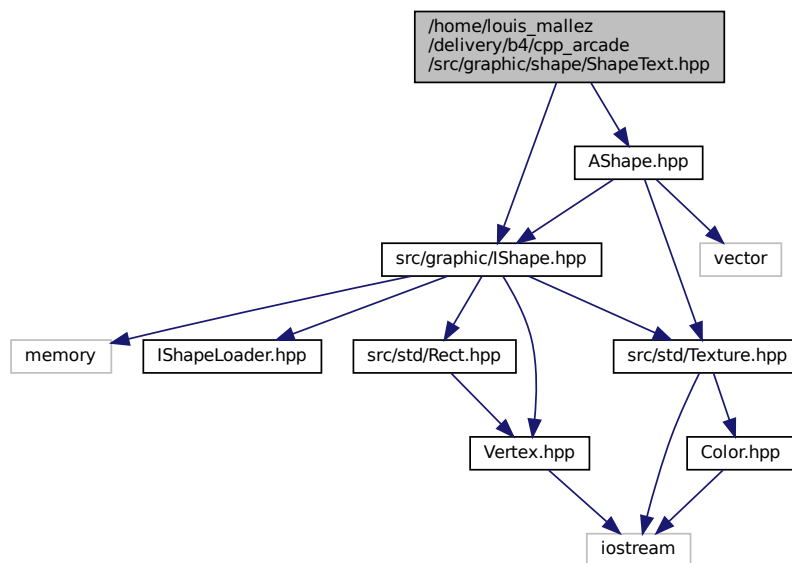 /home/louis_mallez
/delivery/b4/cpp_arcade
/src/graphic/shape/ShapeText.hpp
AShape.hpp
src/graphic/IShape.hpp
vector
memory
IShapeLoader.hpp
src/std/Rect.hpp
src/std/Texture.hpp
Vertex.hpp
Color.hpp
iostream